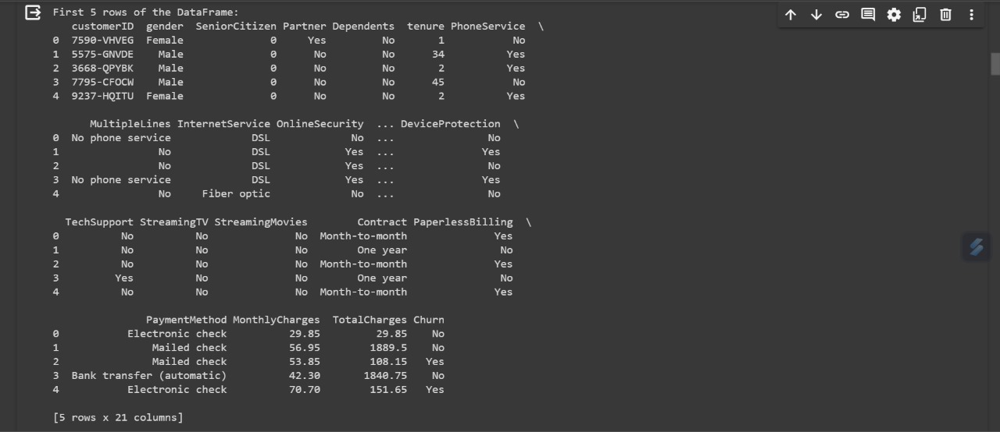 First 5 rows of the DataFrame:
   customerID  gender  SeniorCitizen Partner Dependents  tenure PhoneService  \
0  7590-VHVEG  Female              0     Yes         No       1           No
1  5575-GNVDE    Male              0      No         No      34          Yes
2  3668-QPYBK    Male              0      No         No       2          Yes
3  7795-CFOCW    Male              0      No         No      45           No
4  9237-HQITU  Female              0      No         No       2          Yes

      MultipleLines InternetService OnlineSecurity  ... DeviceProtection  \
0  No phone service             DSL             No  ...               No
1                No             DSL            Yes  ...              Yes
2                No             DSL            Yes  ...               No
3  No phone service             DSL            Yes  ...              Yes
4                No     Fiber optic             No  ...               No

  TechSupport StreamingTV StreamingMovies        Contract PaperlessBilling  \
0          No          No              No  Month-to-month              Yes
1          No          No              No        One year               No
2          No          No              No  Month-to-month              Yes
3         Yes          No              No        One year               No
4          No          No              No  Month-to-month              Yes

               PaymentMethod MonthlyCharges  TotalCharges Churn
0           Electronic check          29.85         29.85    No
1               Mailed check          56.95        1889.5    No
2               Mailed check          53.85        108.15   Yes
3  Bank transfer (automatic)          42.30       1840.75    No
4           Electronic check          70.70        151.65   Yes

[5 rows x 21 columns]